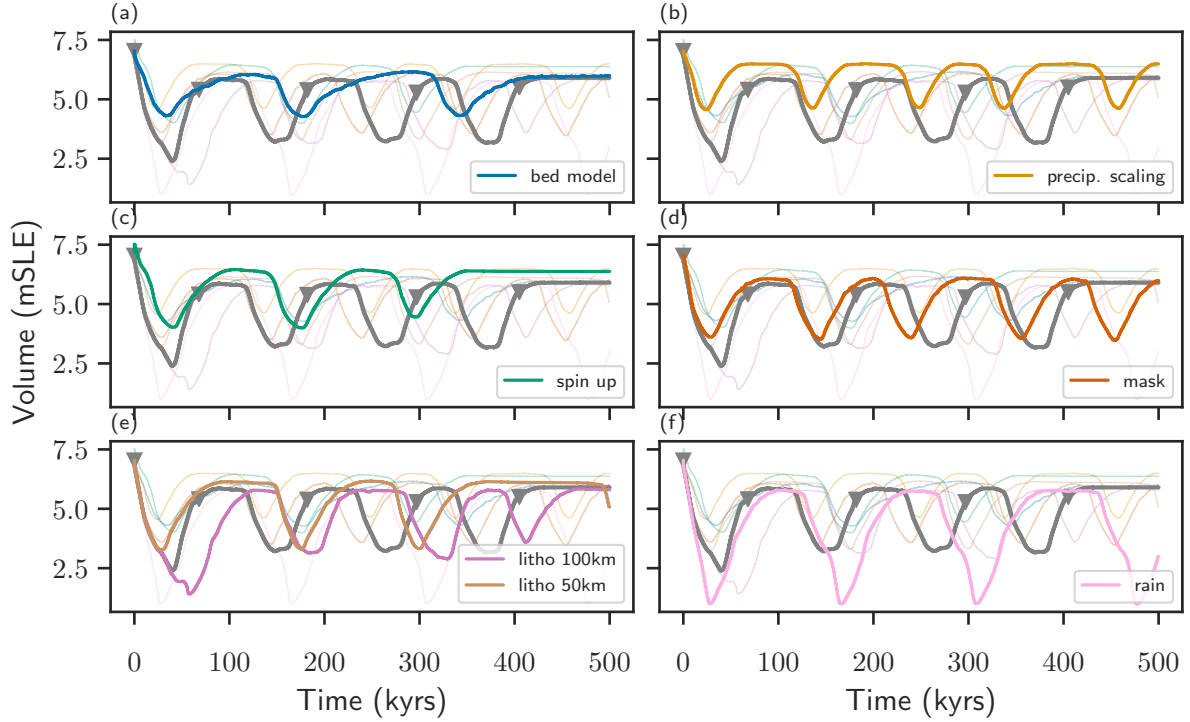 (a)
(b)
7.5
5.0
2.5
bed model
precip. scaling
(c)
(d)
7.5
5.0
2.5
spin up
mask
Volume (mSLE)
(e)
(f)
7.5
5.0
2.5
litho 100km
litho 50km
rain
0 100 200 300 400 500
0 100 200 300 400 500
Time (kyrs)
Time (kyrs)